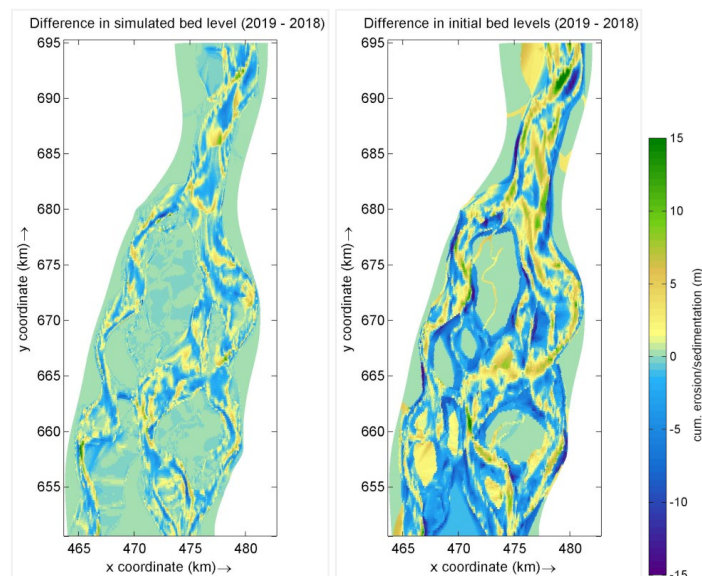 Difference in simulated bed level (2019 - 2018)
695
690
685
680
675
670
665
660
655
y coordinate (km) →
465 470 475 480
x coordinate (km)→
Difference in initial bed levels (2019 - 2018)
695
690
685
680
675
670
665
660
655
y coordinate (km) →
465 470 475 480
x coordinate (km)→
15
10
5
0
-5
-10
-15
cum. erosion/sedimentation (m)